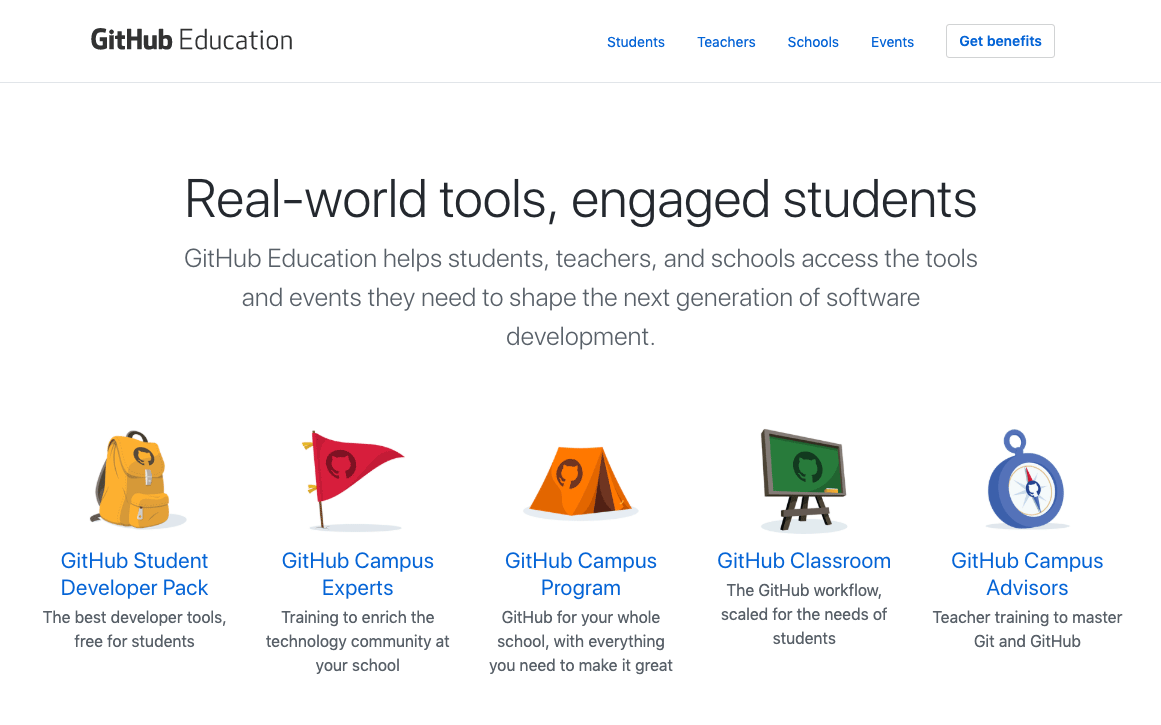 GitHub Education
Students Teachers Schools Events Get benefits
Real-world tools, engaged students
GitHub Education helps students, teachers, and schools access the tools
and events they need to shape the next generation of software
development.
GitHub Student
Developer Pack
The best developer tools,
free for students
GitHub Campus
Experts
Training to enrich the
technology community at
your school
GitHub Campus
Program
GitHub for your whole
school, with everything
you need to make it great
GitHub Classroom
The GitHub workflow,
scaled for the needs of
students
GitHub Campus
Advisors
Teacher training to master
Git and GitHub